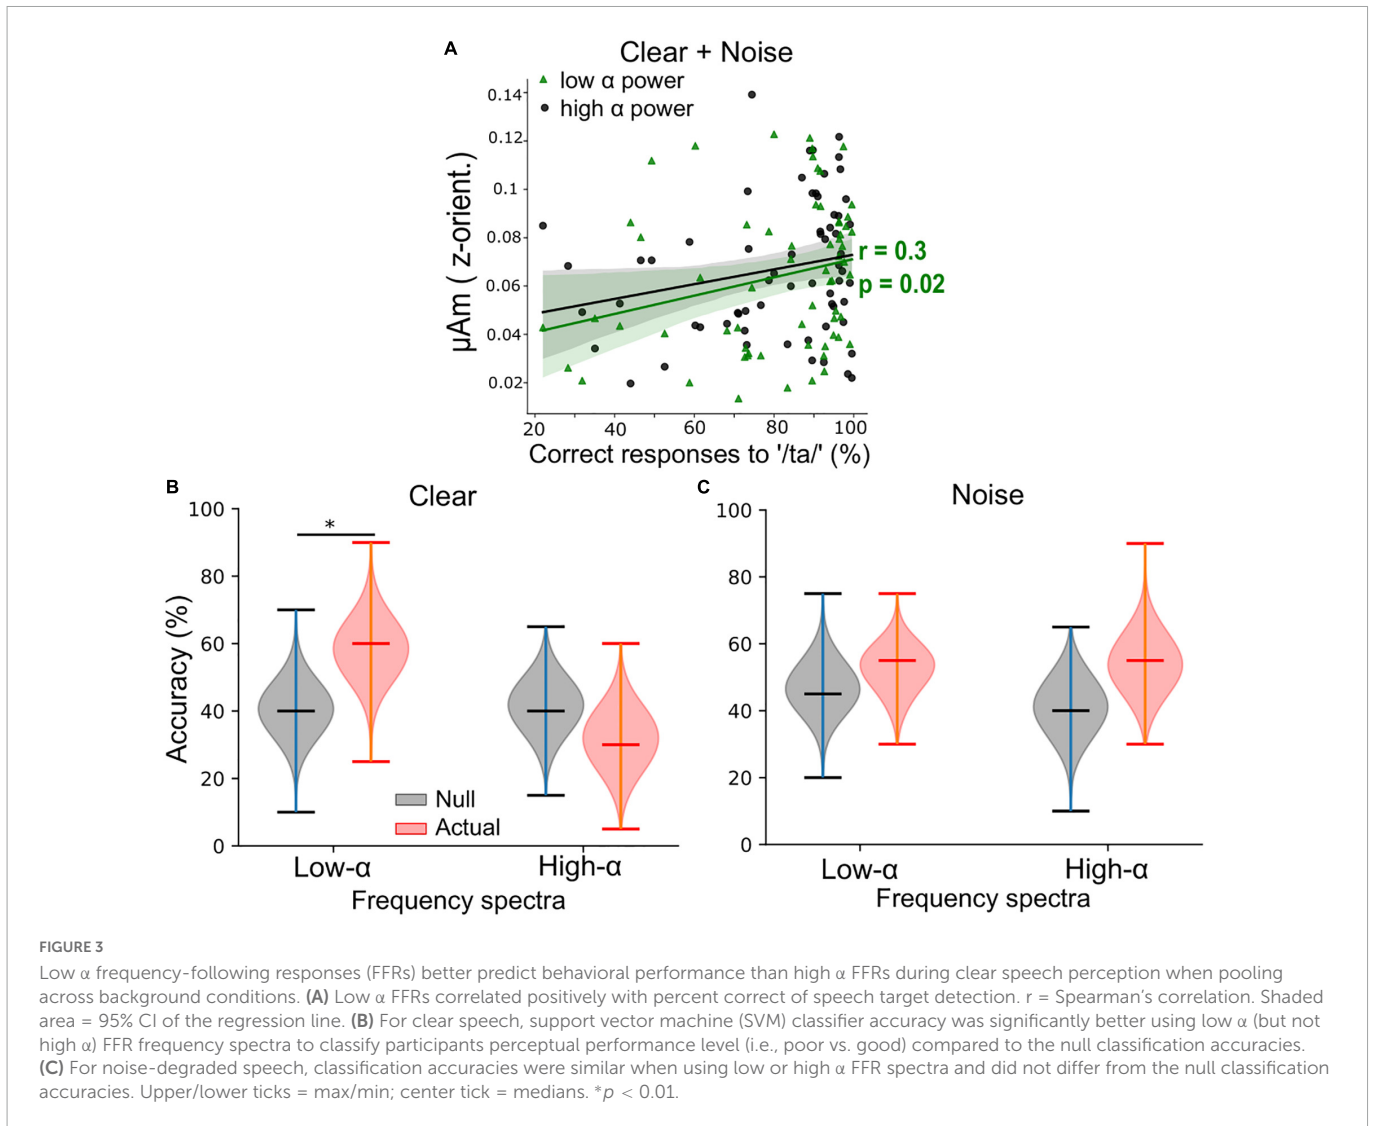 A
Clear + Noise
low α power
high α power
0.14
0.12
0.1
0.08
0.06
0.04
0.02
μAm ( z-orient.)
r = 0.3
p = 0.02
20 40 60 80 100
Correct responses to '/ta/' (%)
B
Clear
100
80
60
40
20
0
Accuracy (%)
*
Null
Actual
Low-α High-α
Frequency spectra
C
Noise
100
80
60
40
20
0
Low-α High-α
Frequency spectra
FIGURE 3
Low α frequency-following responses (FFRs) better predict behavioral performance than high α FFRs during clear speech perception when pooling
across background conditions. (A) Low α FFRs correlated positively with percent correct of speech target detection. r = Spearman's correlation. Shaded
area = 95% CI of the regression line. (B) For clear speech, support vector machine (SVM) classifier accuracy was significantly better using low α (but not
high α) FFR frequency spectra to classify participants perceptual performance level (i.e., poor vs. good) compared to the null classification accuracies.
(C) For noise-degraded speech, classification accuracies were similar when using low or high α FFR spectra and did not differ from the null classification
accuracies. Upper/lower ticks = max/min; center tick = medians. *p < 0.01.